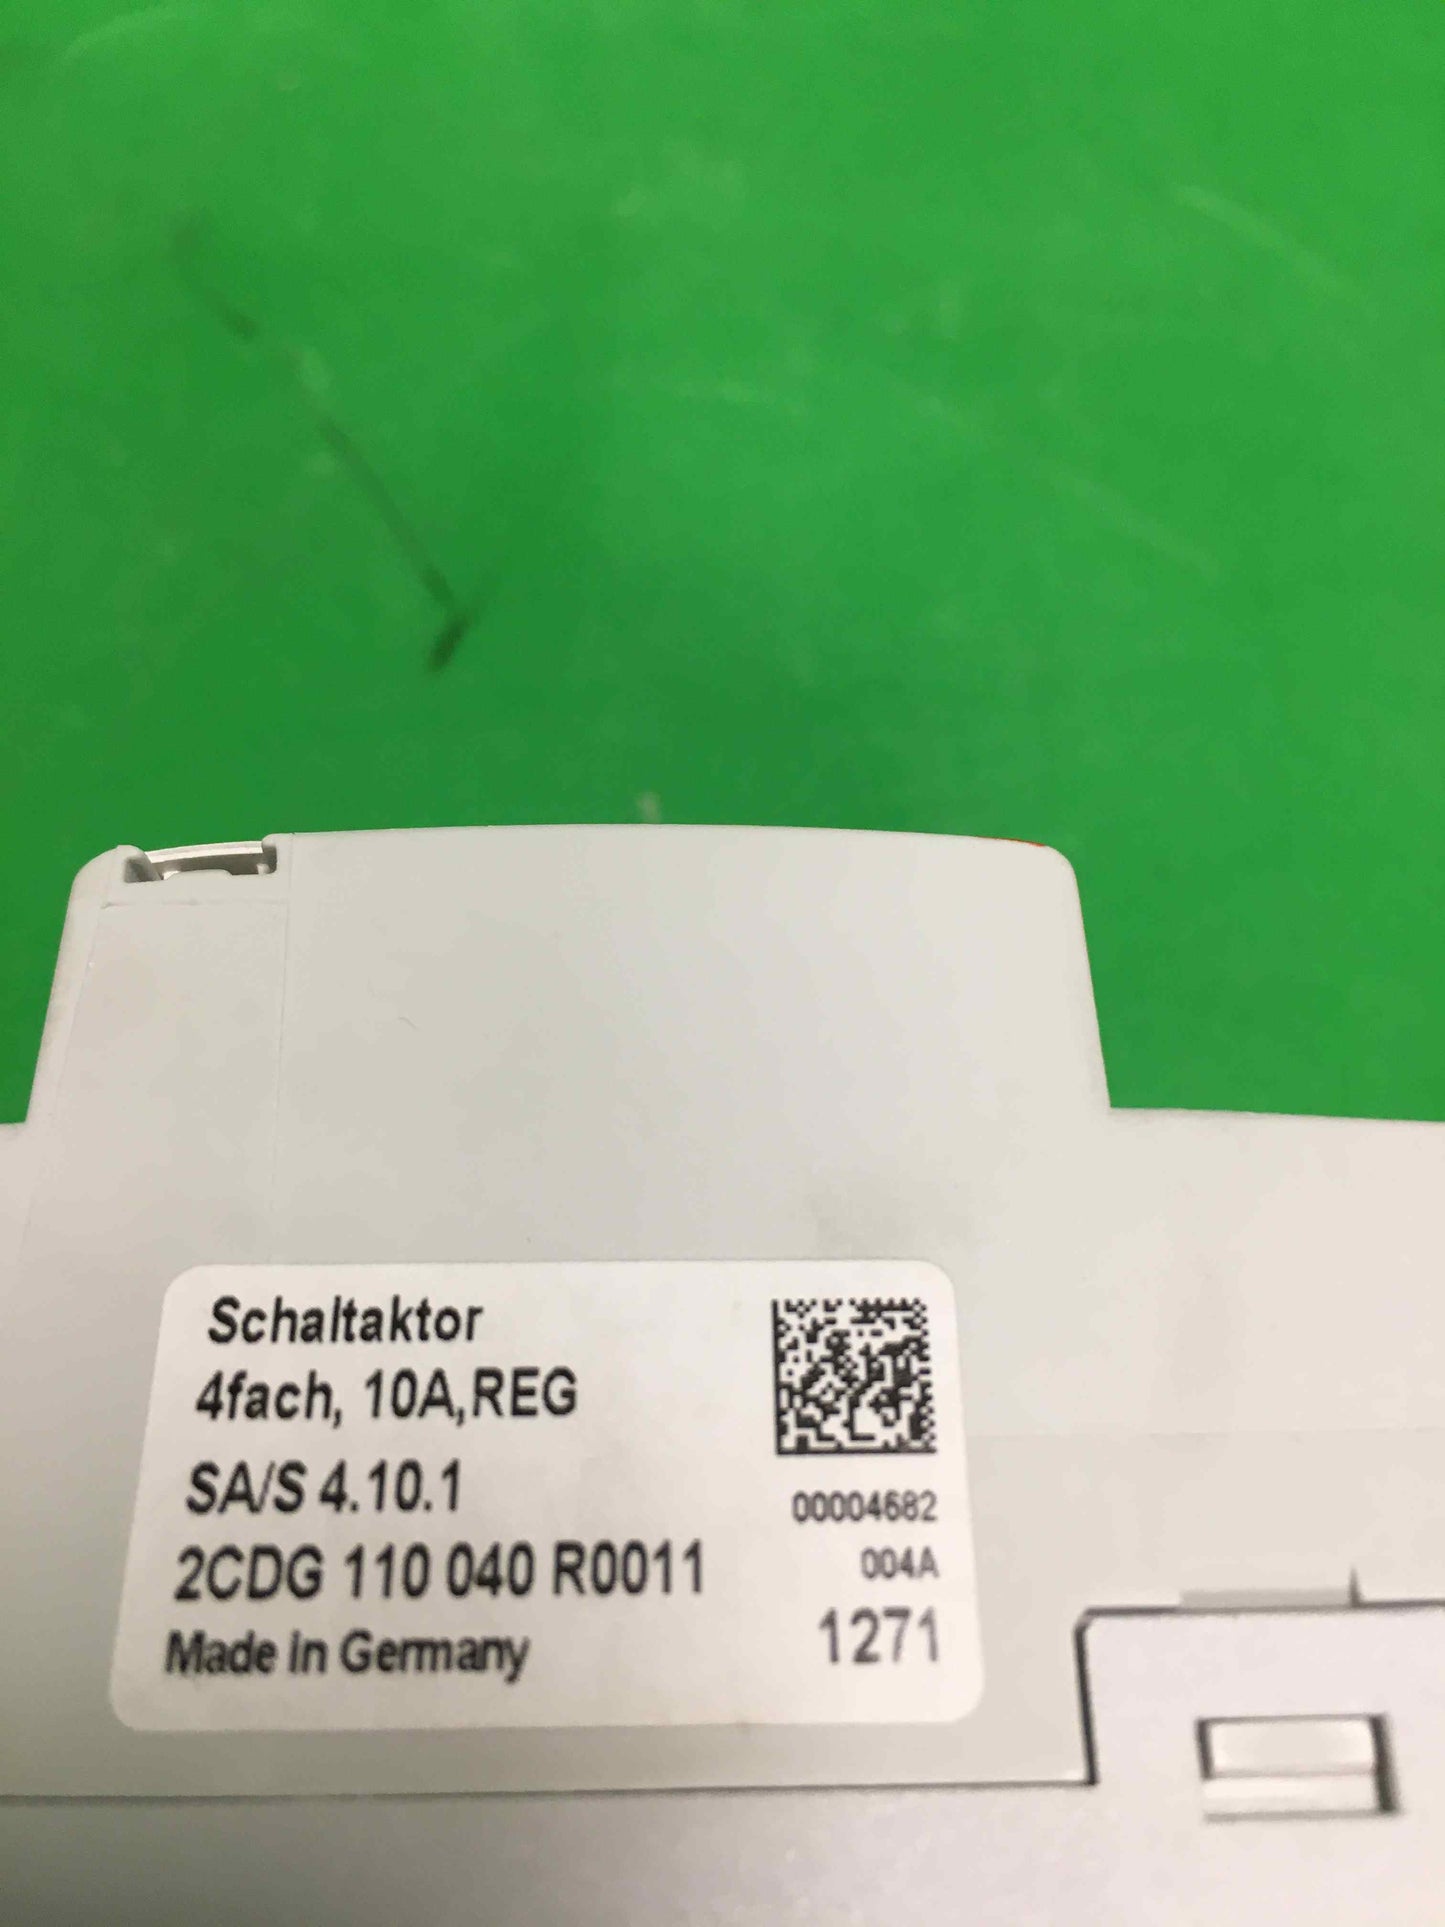 Schaltaktor
4fach, 10A,REG
SA/S 4.10.1
2CDG 110 040 R0011
Made in Germany
00004682
004A
1271